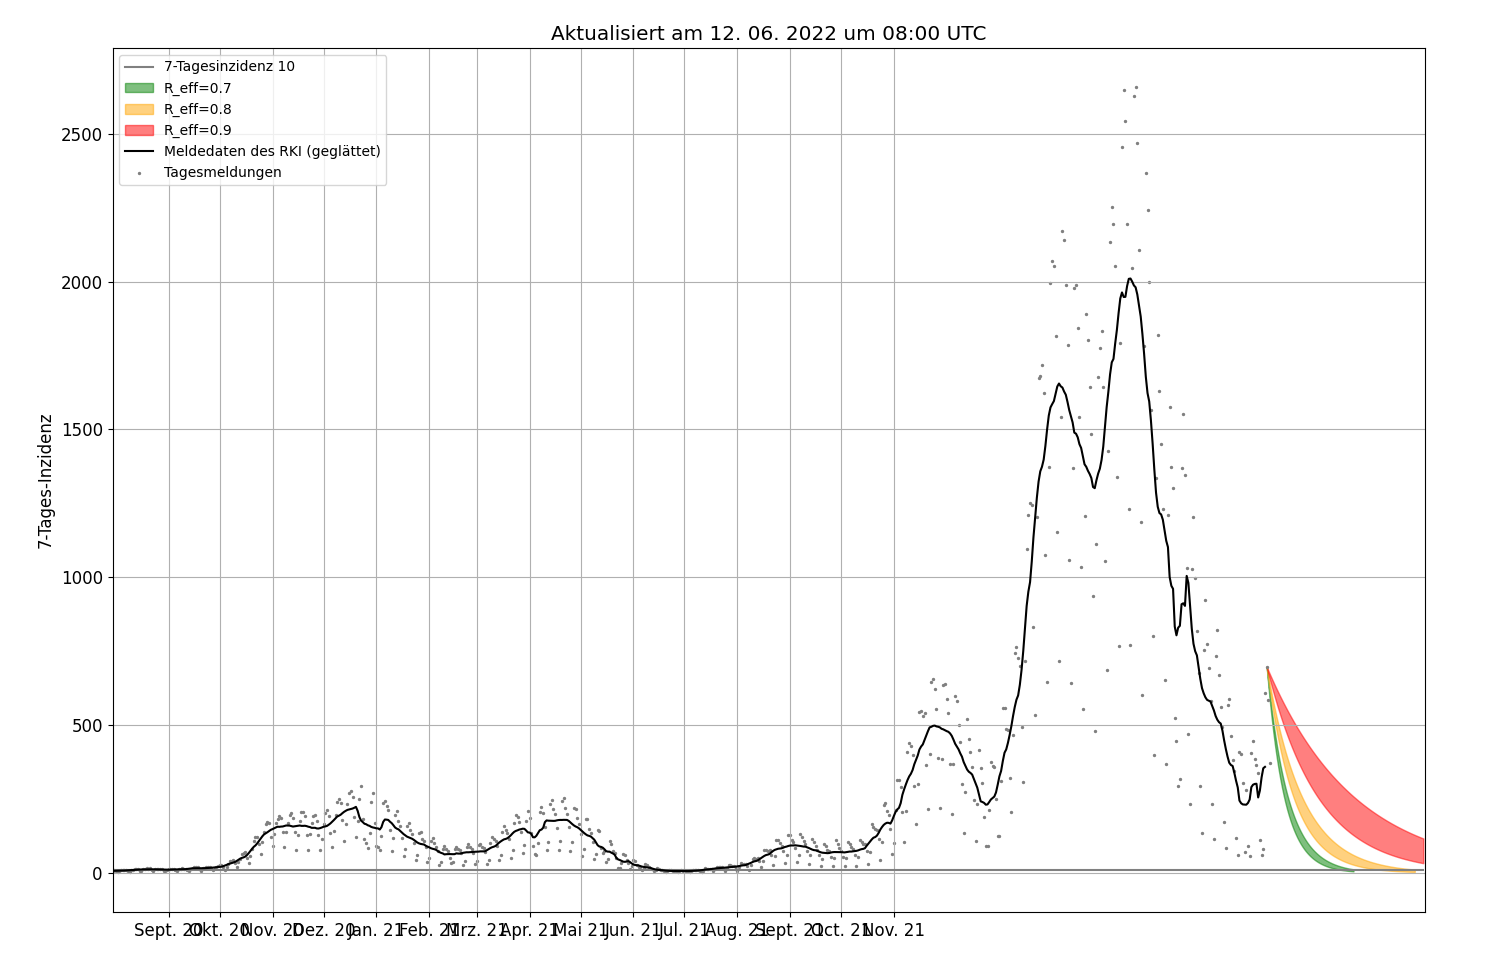 Aktualisiert am 12. 06. 2022 um 08:00 UTC
7-Tagesinzidenz 10
R_eff=0.7
R_eff=0.8
R_eff=0.9
Meldedaten des RKI (geglättet)
Tagesmeldungen
7-Tages-Inzidenz
2500
2000
1500
1000
500
0
Sept. 20 Okt. 20 Nov. 20 Dez. 20 Jan. 21 Feb. 21 Mrz. 21 Apr. 21 Mai 21 Jun. 21 Jul. 21 Aug. 21 Sept. 21 Oct. 21 Nov. 21